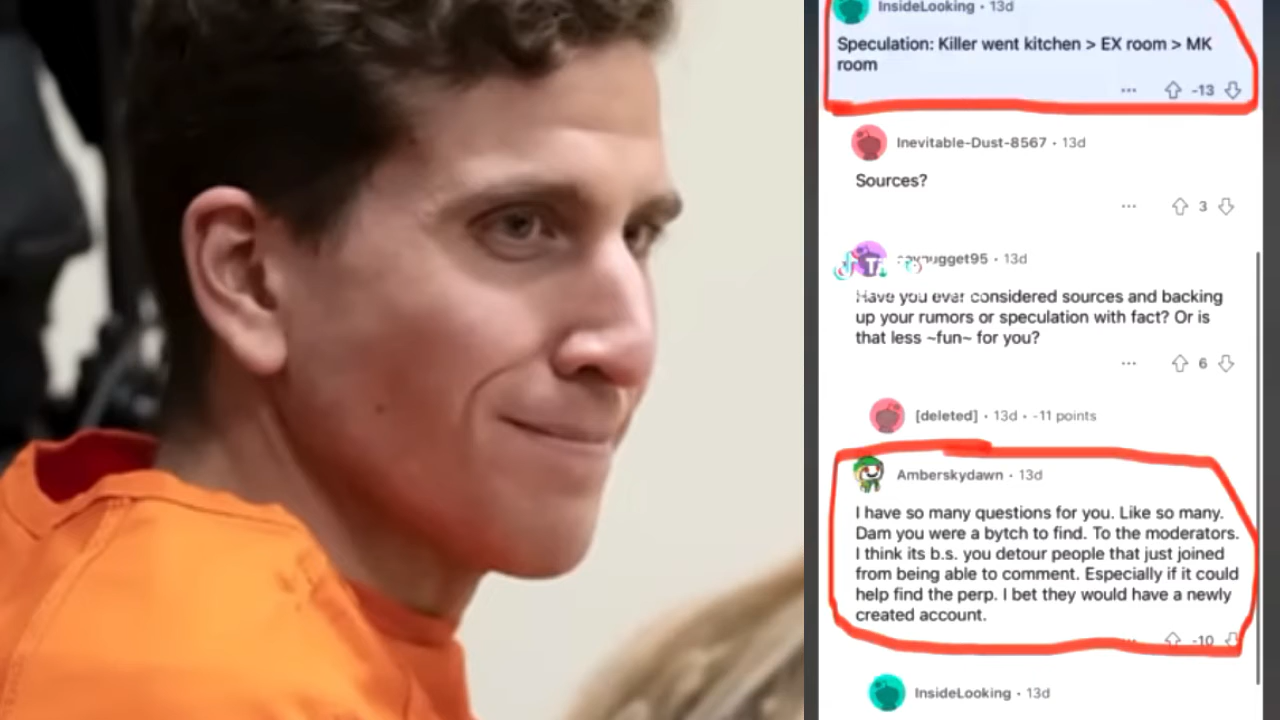 InsideLooking · 13d
Speculation: Killer went kitchen > EX room > MK
room
... -13
Inevitable-Dust-8567 · 13d
Sources?
... 3
· 13d
Have you ever considered sources and backing
up your rumors or speculation with fact? Or is
that less ~fun~ for you?
... 6
[deleted] · 13d · -11 points
Amberskydawn · 13d
I have so many questions for you. Like so many.
Dam you were a bytch to find. To the moderators.
I think its b.s. you detour people that just joined
from being able to comment. Especially if it could
help find the perp. I bet they would have a newly
created account.
... -10
InsideLooking · 13d